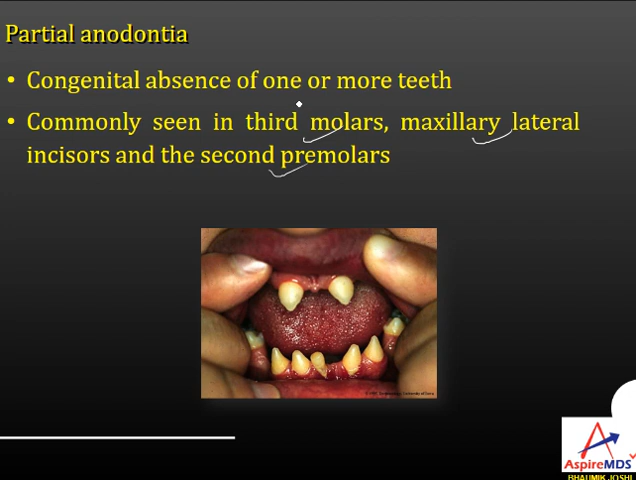 Partial anodontia
• Congenital absence of one or more teeth
• Commonly seen in third molars, maxillary lateral
incisors and the second premolars
AspireMDS
BHAUMIK JOSHI